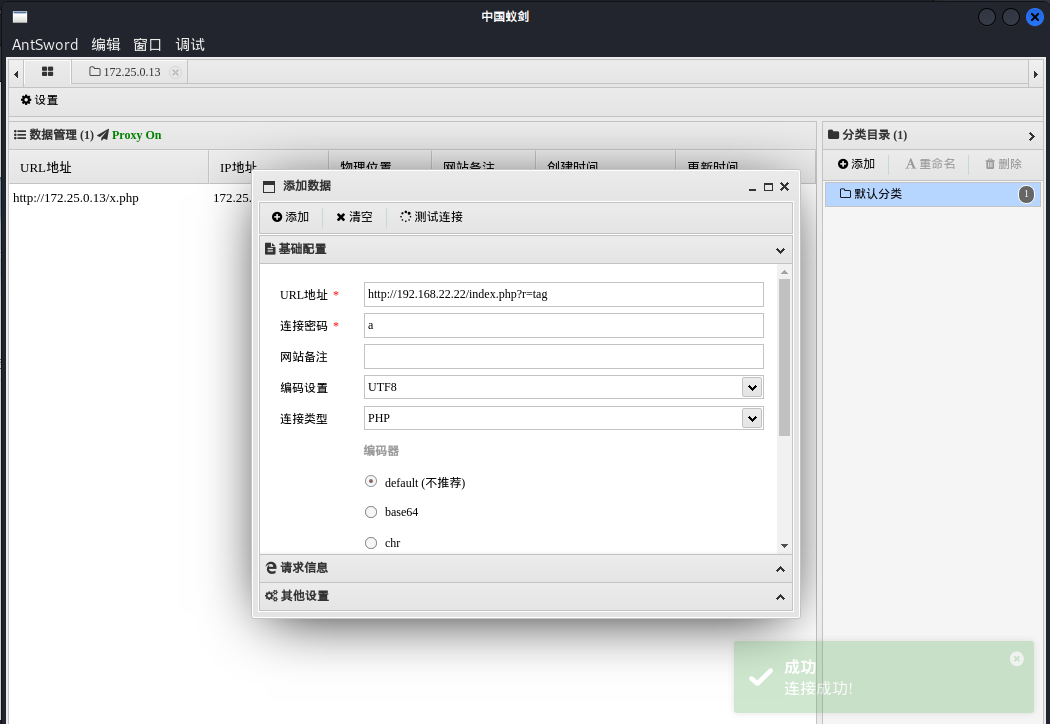 中国蚁剑
AntSword 编辑 窗口 调试
172.25.0.13
设置
数据管理 (1) Proxy On
分类目录 (1)
URL地址 IP地址 物理位置 网站备注 创建时间 更新时间
添加 重命名 删除
http://172.25.0.13/x.php 172.25.
默认分类 1
添加数据
添加 清空 测试连接
基础配置
URL地址 * http://192.168.22.22/index.php?r=tag
连接密码 * a
网站备注
编码设置 UTF8
连接类型 PHP
编码器
default (不推荐)
base64
chr
请求信息
其他设置
成功
连接成功!